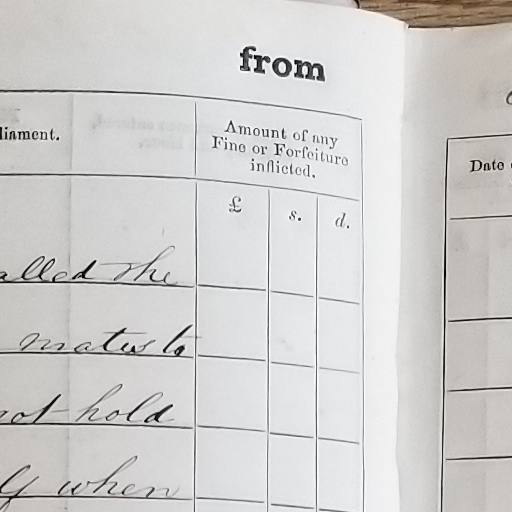 from
liament.
Amount of any
Fine or Forfeiture
inflicted.
£ s. d.
Date
alled the
mates to
not hold
when